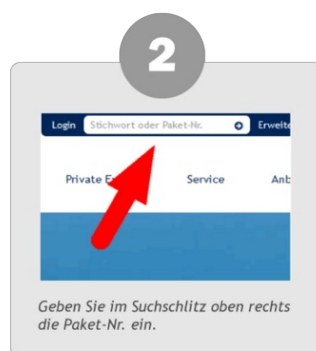 2
Login Stichwort oder Paket-Nr. Erweite
Private E Service Anb
Geben Sie im Suchschlitz oben rechts
die Paket-Nr. ein.